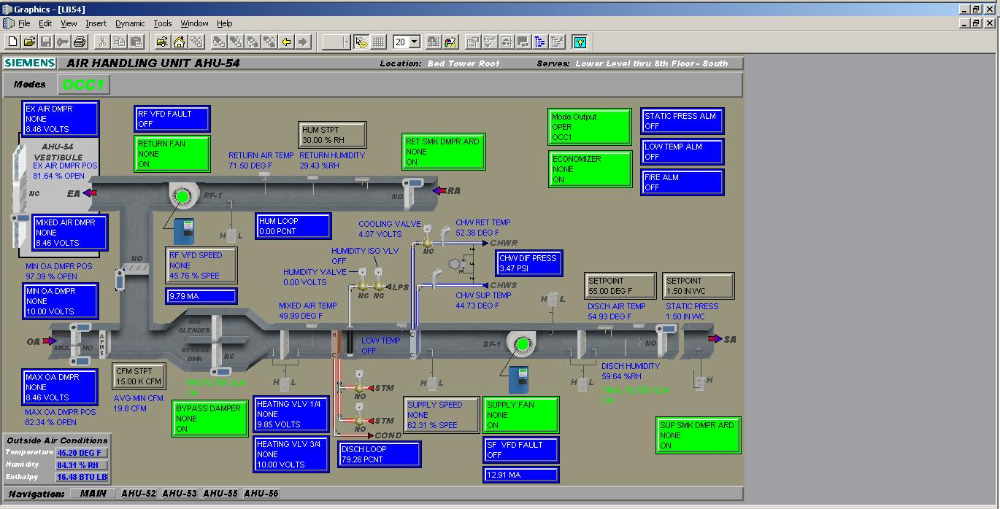 Graphics - [LB54]
File Edit View Insert Dynamic Tools Window Help
20
SIEMENS AIR HANDLING UNIT AHU-54 Location: Bed Tower Roof Serves: Lower Level thru 8th Floor - South
Modes OCC1
EX AIR DMPR
NONE
8.46 VOLTS
AHU-54
VESTIBULE
EX AIR DMPR POS
81.64 % OPEN
NC
EA
RF VFD FAULT
OFF
RETURN FAN
NONE
ON
RF-1
RETURN AIR TEMP
71.50 DEG F
HUM STPT
30.00 % RH
RETURN HUMIDITY
29.43 %RH
RET SMK DMPR ARD
NONE
ON
NO
RA
Mode Output
OPER
OCC1
ECONOMIZER
NONE
ON
STATIC PRESS ALM
OFF
LOW TEMP ALM
OFF
FIRE ALM
OFF
MIXED AIR DMPR
NONE
8.46 VOLTS
H L
HUM LOOP
0.00 PCNT
COOLING VALVE
4.07 VOLTS
NC
CHW RET TEMP
52.38 DEG F
CHWR
H
CHW DIF PRESS
3.47 PSI
CHWS
CHW SUP TEMP
44.73 DEG F
HUMIDITY ISO VLV
OFF
HUMIDITY VALVE
0.00 VOLTS
NC NC
LPS
NO
RF VFD SPEED
NONE
45.76 % SPEE
9.79 MA
MIN OA DMPR POS
97.39 % OPEN
MIN OA DMPR
NONE
10.00 VOLTS
MIXED AIR TEMP
49.99 DEG F
SETPOINT
55.00 DEG F
SETPOINT
1.50 IN WC
H L
DISCH AIR TEMP
54.93 DEG F
STATIC PRESS
1.50 IN WC
OA
MAX NO
AFMS
AIR
BLENDER
BYPASS
DMR
NC
H
C
LOW TEMP
OFF
C
C
SF-1
NO
SA
MAX OA DMPR
NONE
8.46 VOLTS
MAX OA DMPR POS
82.34 % OPEN
CFM STPT
15.00 K CFM
AVG MIN CFM
19.8 CFM
PRE-FILTER ALM
ON
BYPASS DAMPER
NONE
ON
H L
HEATING VLV 1/4
NONE
9.85 VOLTS
HEATING VLV 3/4
NONE
10.00 VOLTS
NO
STM
NO
STM
COND
DISCH LOOP
79.26 PCNT
H L
SUPPLY SPEED
NONE
62.31 % SPEE
SUPPLY FAN
NONE
ON
SF VFD FAULT
OFF
12.91 MA
H L
DISCH HUMIDITY
59.64 %RH
FINAL FILTER ALM
ON
H
SUP SMK DMPR ARD
NONE
ON
Outside Air Conditions
Temperature 45.20 DEG F
Humidity 84.31 % RH
Enthalpy 16.48 BTU LB
Navigation: MAIN AHU-52 AHU-53 AHU-55 AHU-56